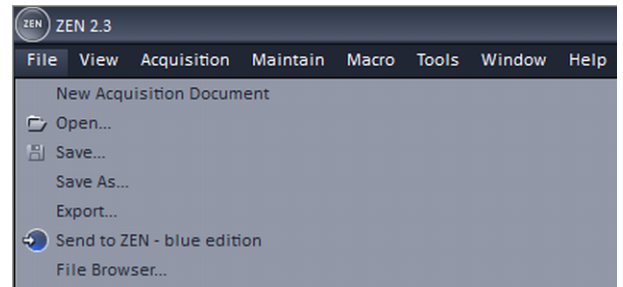 ZEN ZEN 2.3
File View Acquisition Maintain Macro Tools Window Help
New Acquisition Document
Open...
Save...
Save As...
Export...
Send to ZEN - blue edition
File Browser...